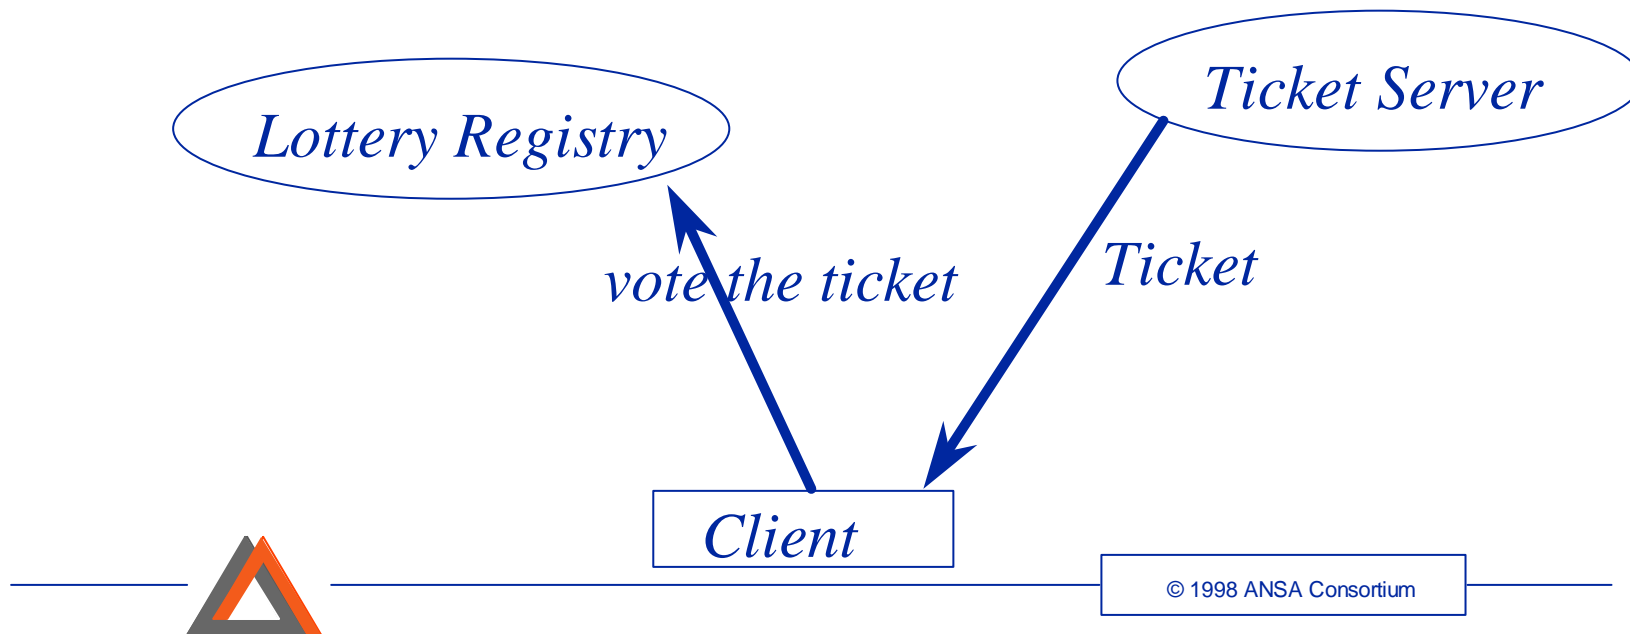 Ticket Server
Lottery Registry
vote the ticket
Ticket
Client
© 1998 ANSA Consortium